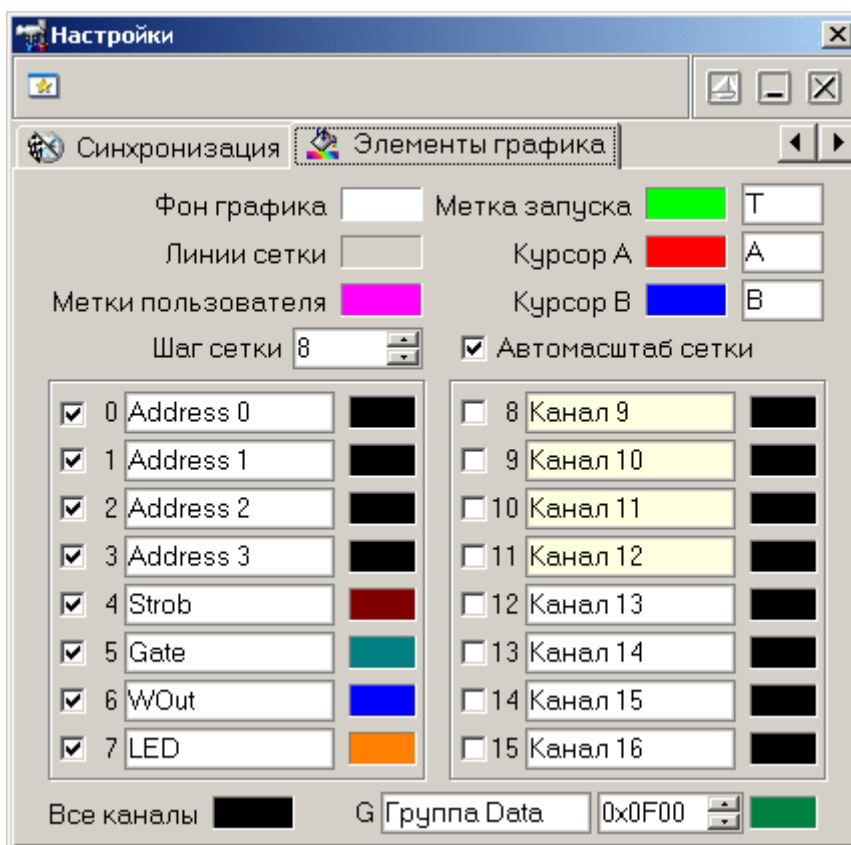 Настройки
Синхронизация Элементы графика
Фон графика Метка запуска T
Линии сетки Курсор A A
Метки пользователя Курсор B B
Шаг сетки 8 Автомасштаб сетки
0 Address 0 8 Канал 9
1 Address 1 9 Канал 10
2 Address 2 10 Канал 11
3 Address 3 11 Канал 12
4 Strob 12 Канал 13
5 Gate 13 Канал 14
6 WOut 14 Канал 15
7 LED 15 Канал 16
Все каналы G Группа Data 0x0F00